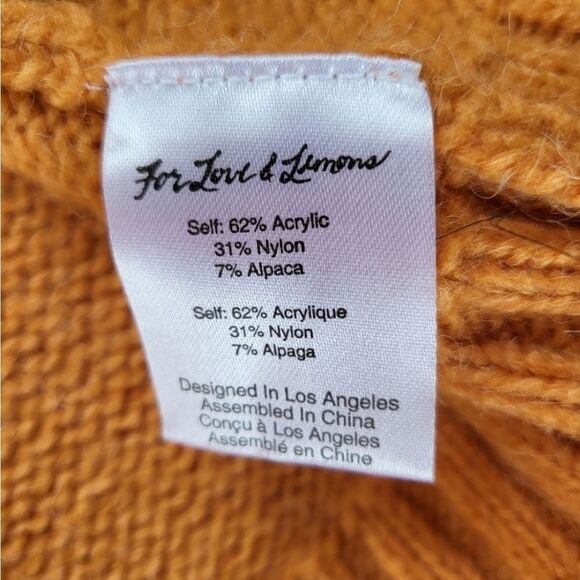 For Love & Lemons
Self: 62% Acrylic
31% Nylon
7% Alpaca
Self: 62% Acrylique
31% Nylon
7% Alpaga
Designed In Los Angeles
Assembled In China
Conçu à Los Angeles
Assemblé en Chine